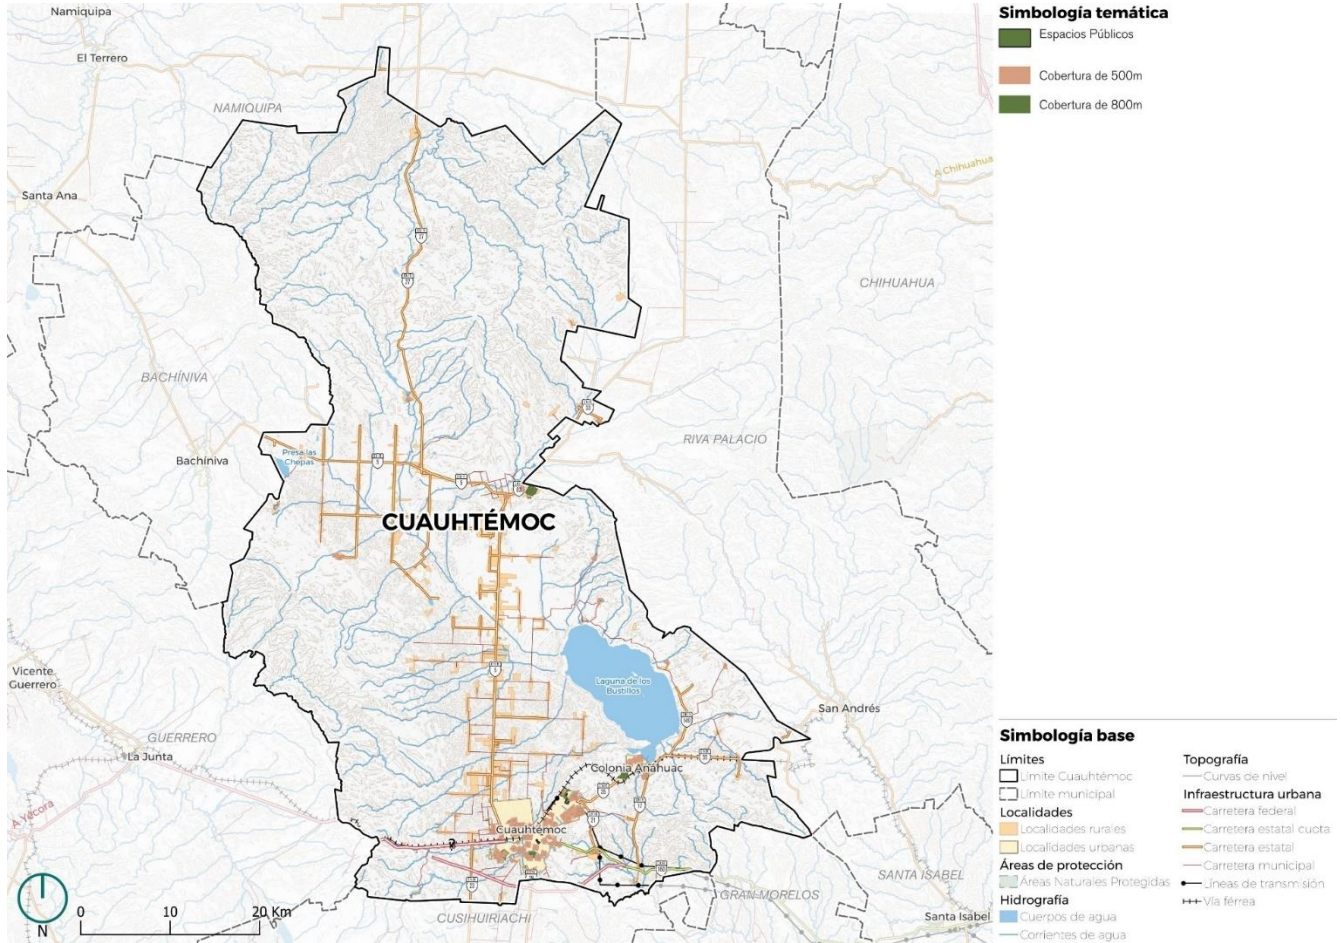 Namiquipa
El Terrero
NAMIQUIPA
Santa Ana
A Chihuahua
CHIHUAHUA
BACHÍNIVA
RIVA PALACIO
Bachíniva
Presa las
Chepas
CUAUHTÉMOC
Vicente
Guerrero
Laguna de los
Bustillos
San Andrés
GUERRERO
La Junta
Colonia Anáhuac
A Yécora
Cuauhtémoc
SANTA ISABEL
GRAN MORELOS
CUSIHUIRIACHI
Santa Isabel
N
0 10 20 Km
Simbología temática
Espacios Públicos
Cobertura de 500m
Cobertura de 800m
Simbología base
Límites
Límite Cuauhtémoc
Límite municipal
Localidades
Localidades rurales
Localidades urbanas
Áreas de protección
Áreas Naturales Protegidas
Hidrografía
Cuerpos de agua
Corrientes de agua
Topografía
Curvas de nivel
Infraestructura urbana
Carretera federal
Carretera estatal cuota
Carretera estatal
Carretera municipal
Líneas de transmisión
Vía férrea